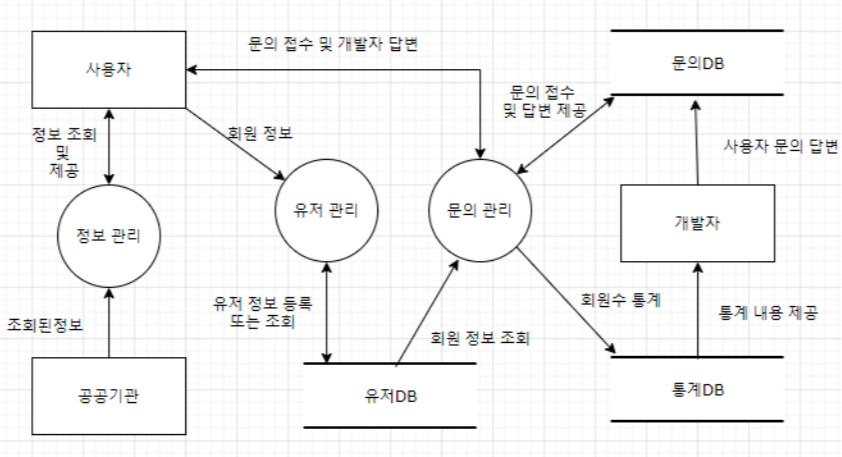 문의 접수 및 개발자 답변
사용자
문의DB
문의 접수
및 답변 제공
정보 조회
및
제공
회원 정보
사용자 문의 답변
유저 관리
문의 관리
개발자
정보 관리
유저 정보 등록
또는 조회
회원수 통계
통계 내용 제공
조회된정보
회원 정보 조회
공공기관
유저DB
통계DB